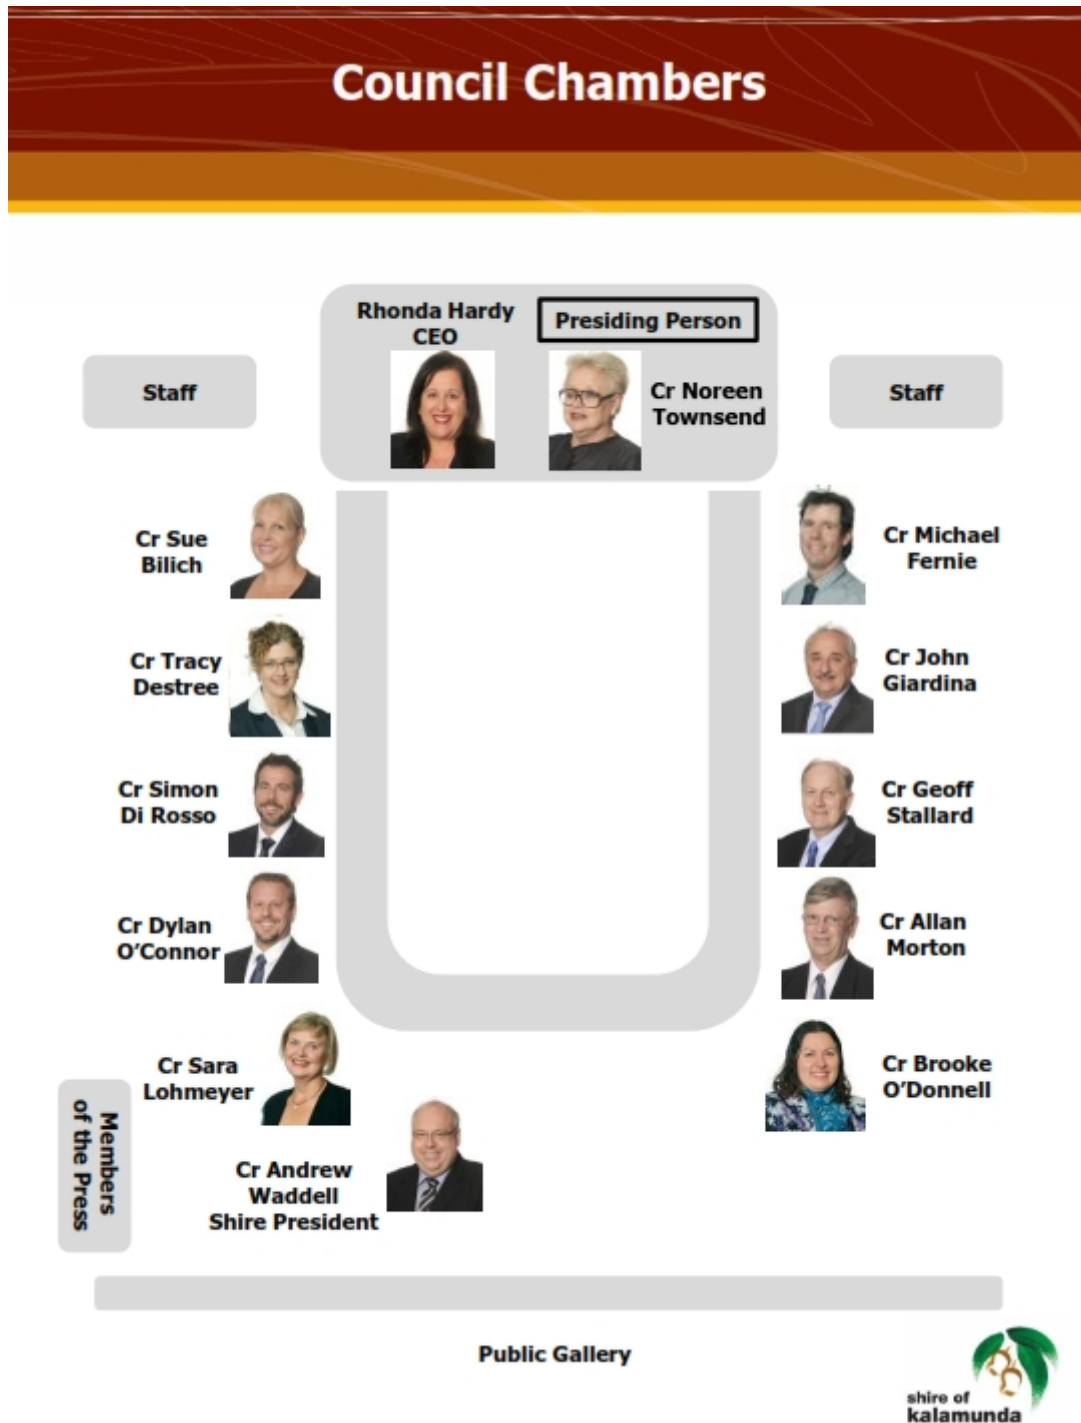 Council Chambers
Rhonda Hardy
CEO
Presiding Person
Cr Noreen
Townsend
Staff
Staff
Cr Sue
Bilich
Cr Michael
Fernie
Cr Tracy
Destree
Cr John
Giardina
Cr Simon
Di Rosso
Cr Geoff
Stallard
Cr Dylan
O'Connor
Cr Allan
Morton
Cr Sara
Lohmeyer
Cr Brooke
O'Donnell
Members
of the Press
Cr Andrew
Waddell
Shire President
Public Gallery
shire of
kalamunda